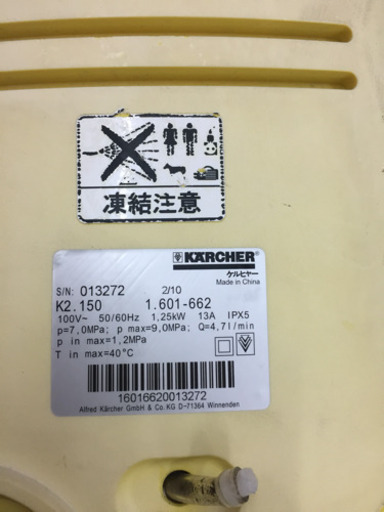 凍結注意
KÄRCHER
ケルヒャー
Made in China
S/N: 013272 2/10
K2.150 1.601-662
100V~ 50/60Hz 1,25kW 13A IPX5
p=7,0MPa; p max=9,0MPa; Q=4,7l/min
p in max=1,2MPa
T in max=40°C
16016620013272
Alfred Kärcher GmbH & Co. KG D-71364 Winnenden